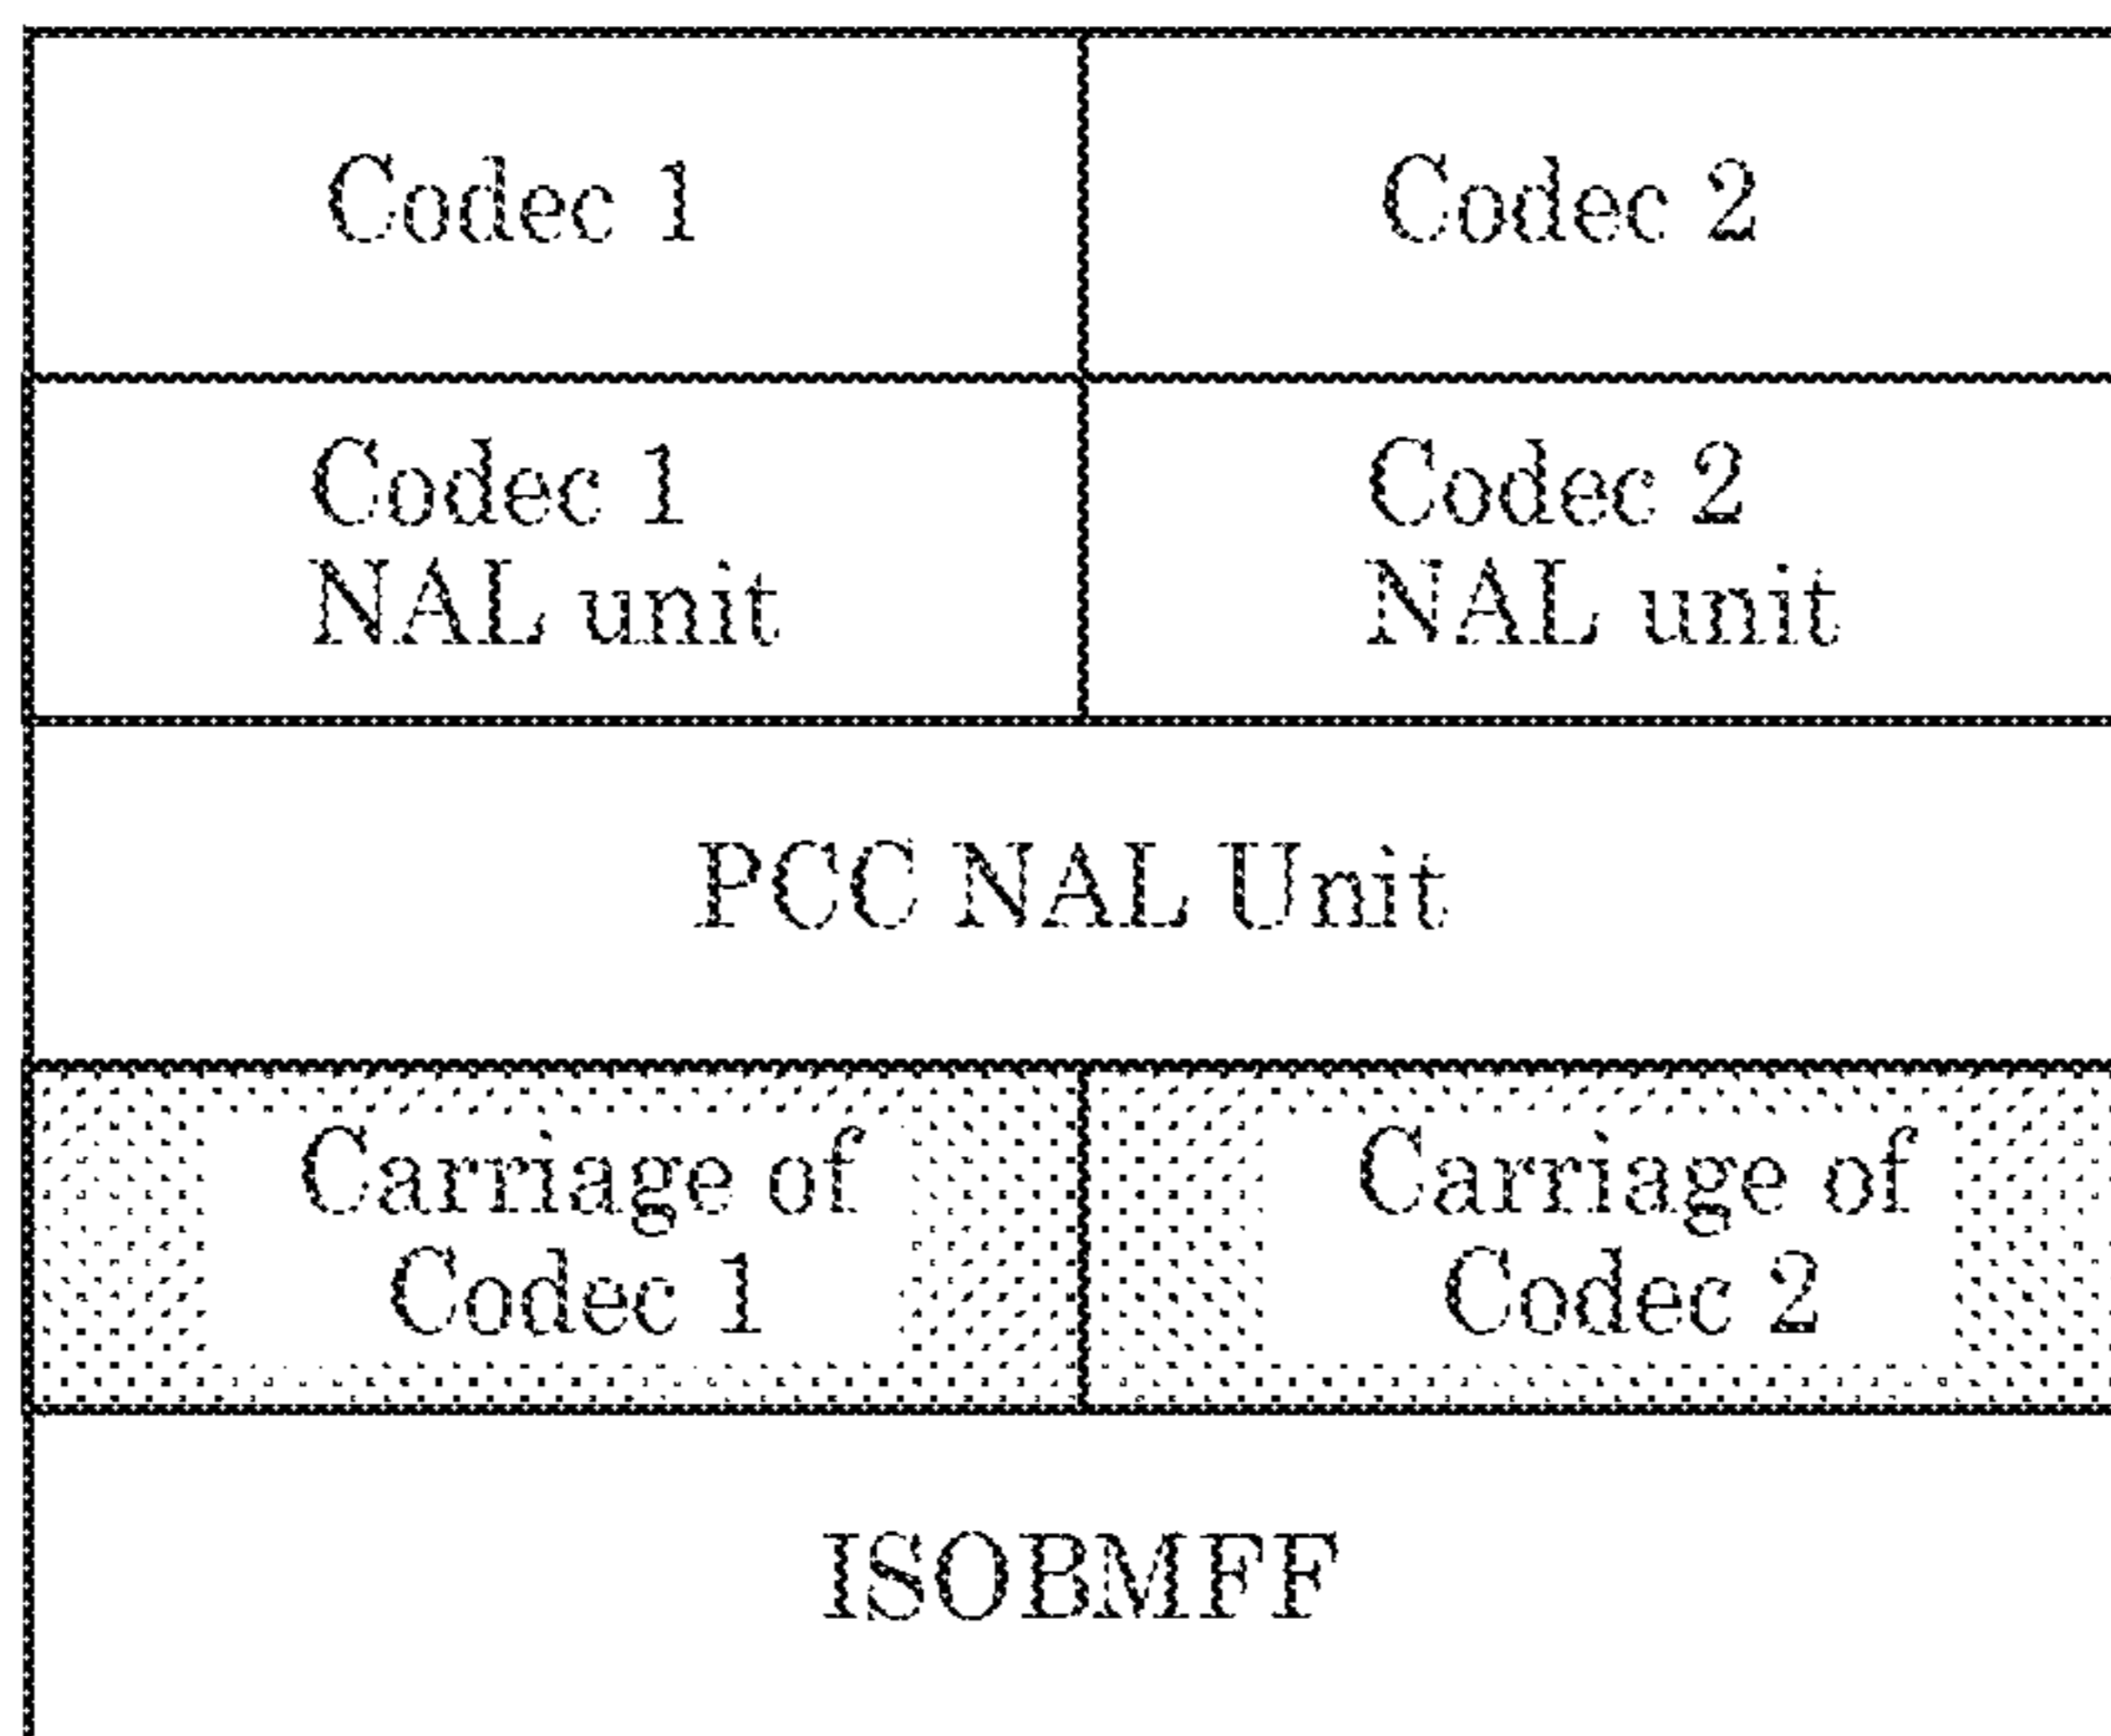 Codec 1
Codec 2
Codec 1
NAL unit
Codec 2
NAL unit
PCC NAL Unit
Carriage of
Codec 1
Carriage of
Codec 2
ISOBMFF